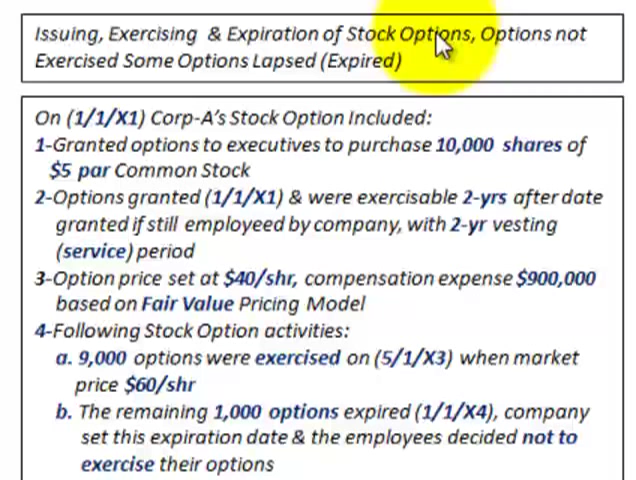 Issuing, Exercising & Expiration of Stock Options, Options not
Exercised Some Options Lapsed (Expired)
On (1/1/X1) Corp-A's Stock Option Included:
1-Granted options to executives to purchase 10,000 shares of
$5 par Common Stock
2-Options granted (1/1/X1) & were exercisable 2-yrs after date
granted if still employeed by company, with 2-yr vesting
(service) period
3-Option price set at $40/shr, compensation expense $900,000
based on Fair Value Pricing Model
4-Following Stock Option activities:
a. 9,000 options were exercised on (5/1/X3) when market
price $60/shr
b. The remaining 1,000 options expired (1/1/X4), company
set this expiration date & the employees decided not to
exercise their options